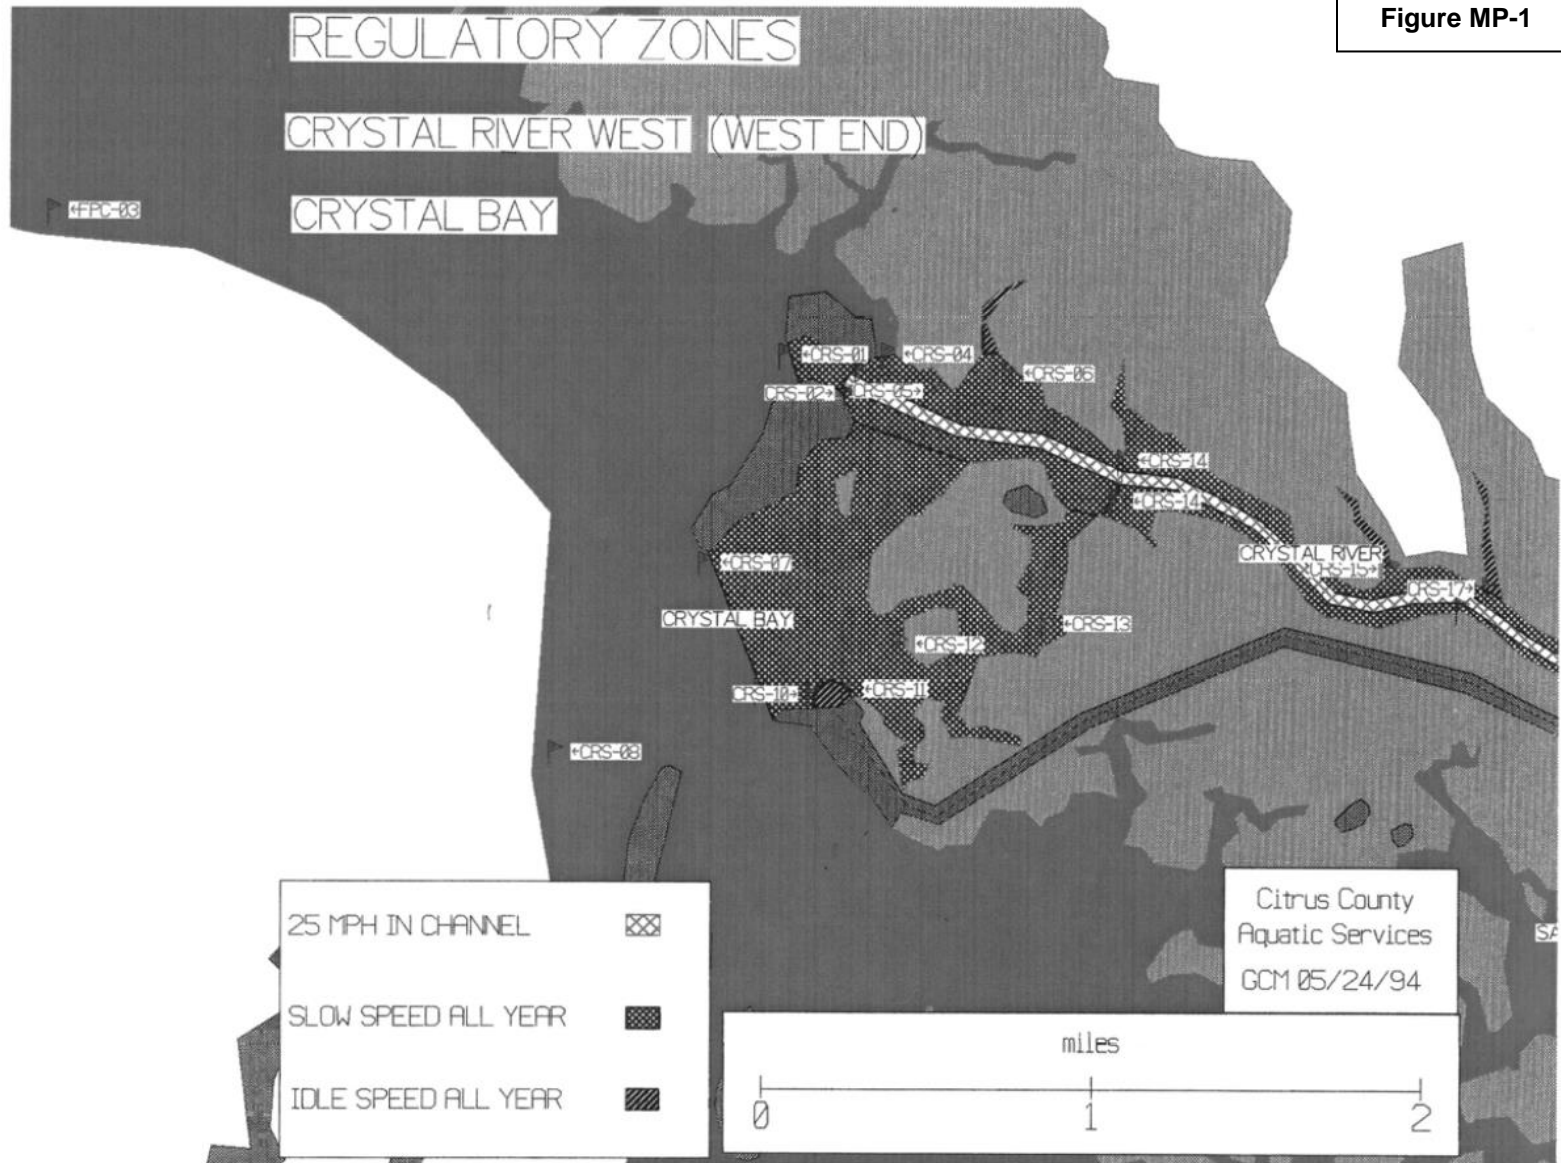 Figure MP-1
REGULATORY ZONES
CRYSTAL RIVER WEST (WEST END)
CRYSTAL BAY
←FPC-03
←CRS-01
←CRS-04
←CRS-06
CRS-02→
CRS-05→
←CRS-14
←CRS-14
CRYSTAL RIVER
CRS-15→
←CRS-07
CRS-17→
CRYSTAL BAY
←CRS-13
←CRS-12
CRS-10→
←CRS-11
←CRS-08
25 MPH IN CHANNEL
SLOW SPEED ALL YEAR
IDLE SPEED ALL YEAR
Citrus County
Aquatic Services
GCM 05/24/94
SA
miles
0 1 2